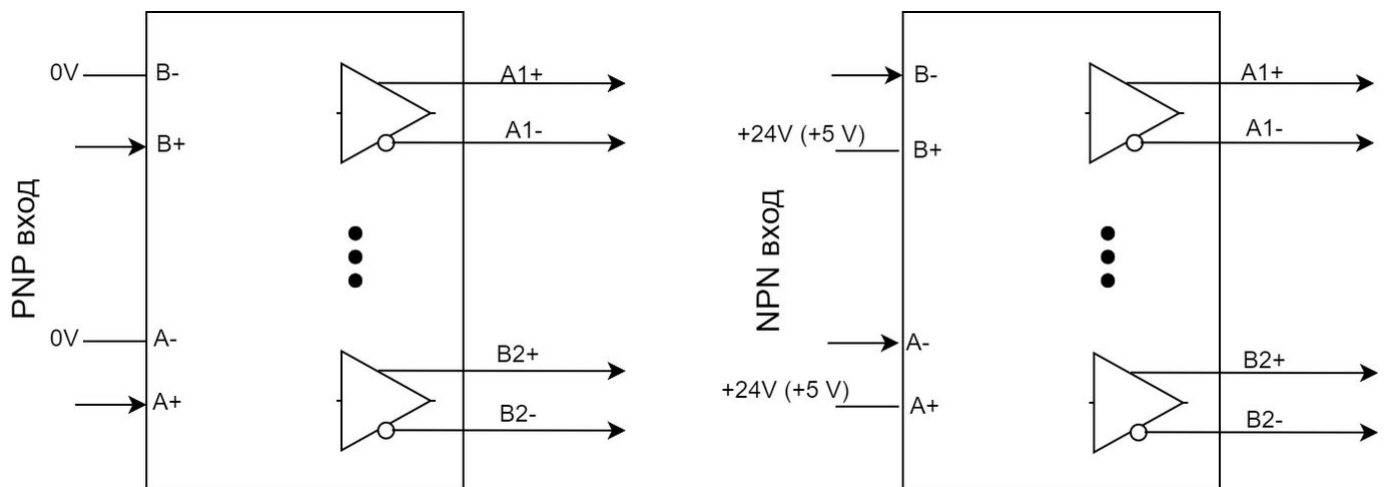 PNP вход
0V
B-
B+
0V
A-
A+
A1+
A1-
B2+
B2-
NPN вход
B-
+24V (+5 V)
B+
A-
+24V (+5 V)
A+
A1+
A1-
B2+
B2-